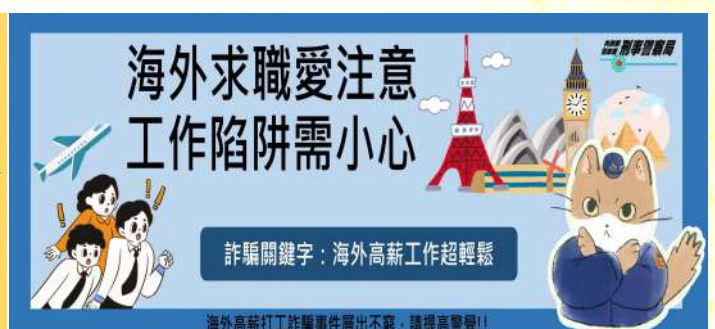 海外求職愛注意
工作陷阱需小心
刑事警察局
詐騙關鍵字：海外高薪工作超輕鬆
海外高薪打工詐騙事件層出不窮，請提高警覺!!